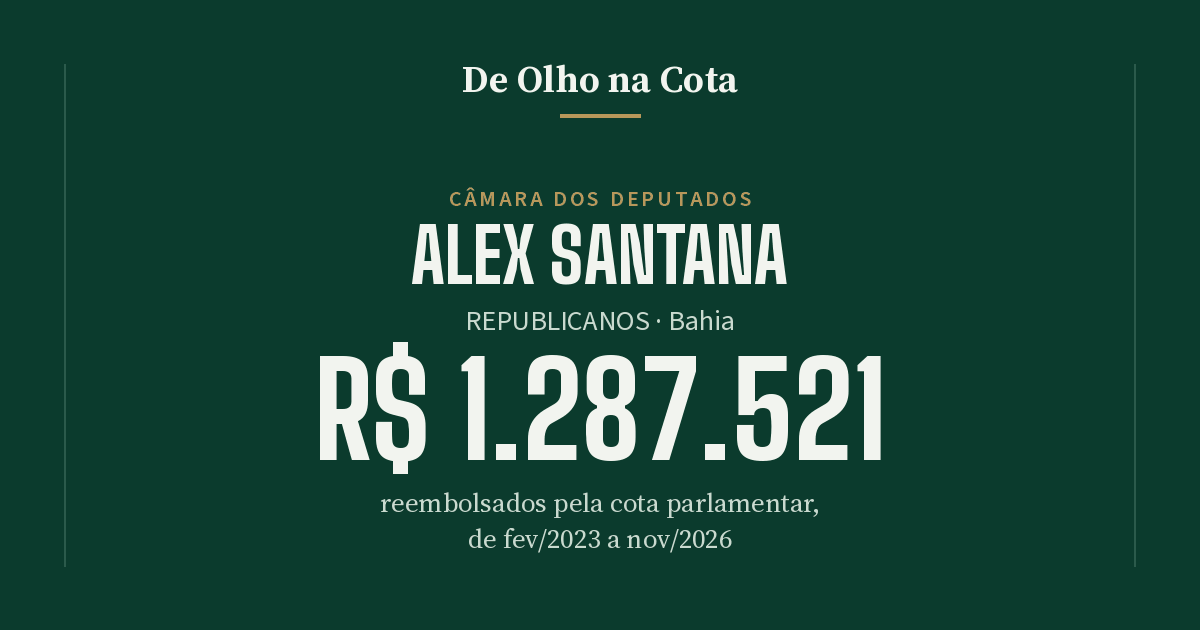 De Olho na Cota
CÂMARA DOS DEPUTADOS
ALEX SANTANA
REPUBLICANOS · Bahia
R$ 1.287.521
reembolsados pela cota parlamentar,
de fev/2023 a nov/2026